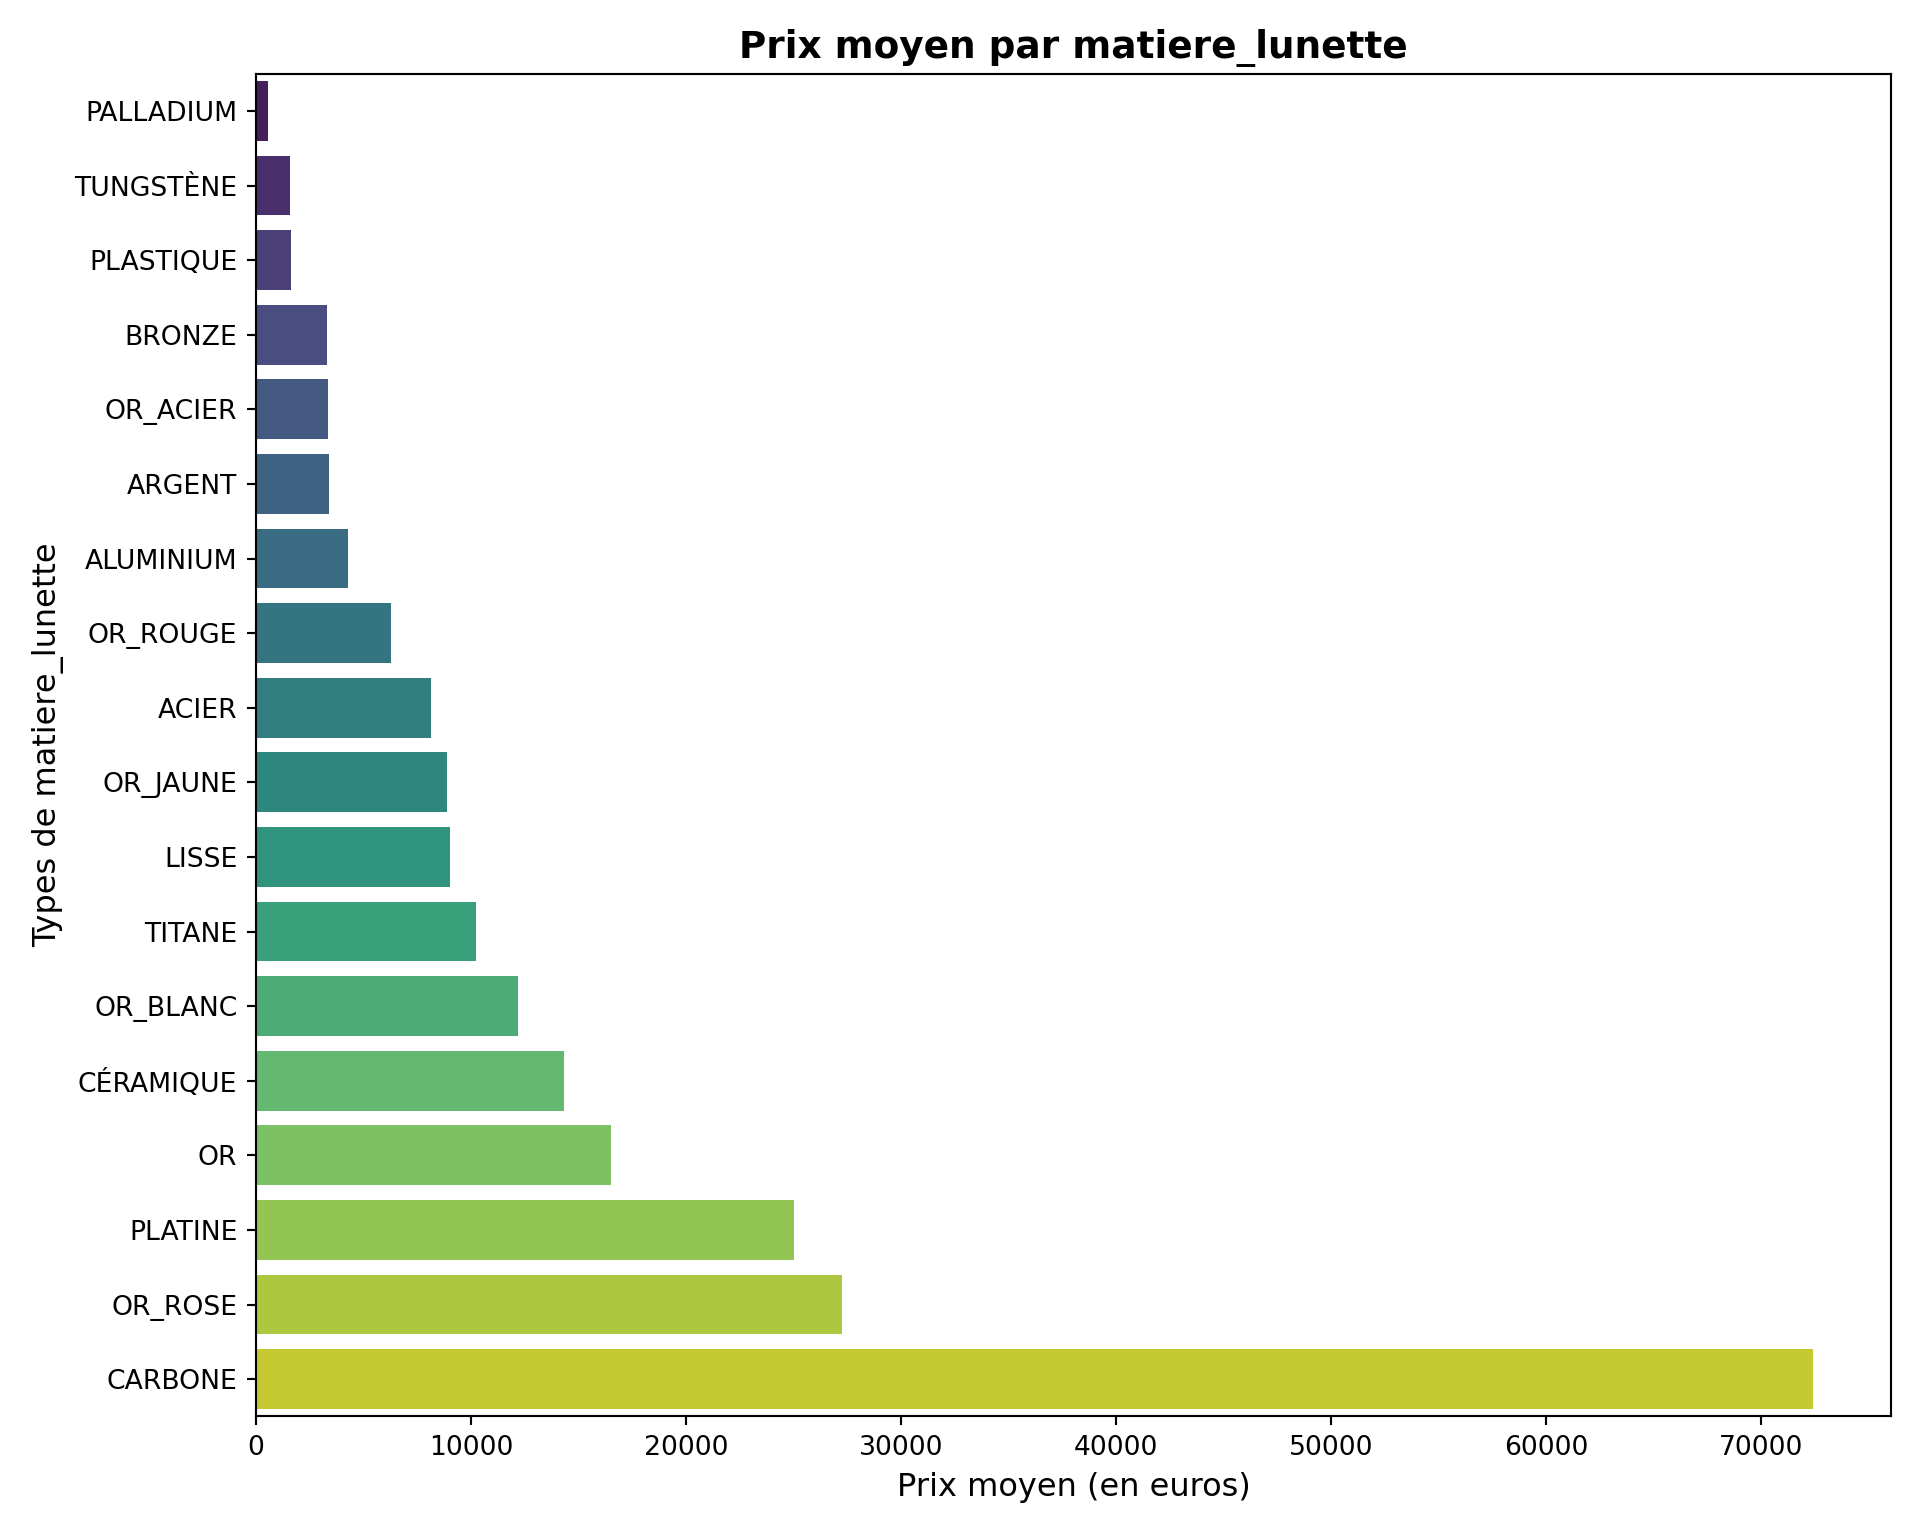 Prix moyen par matiere_lunette
Types de matiere_lunette
PALLADIUM
TUNGSTÈNE
PLASTIQUE
BRONZE
OR_ACIER
ARGENT
ALUMINIUM
OR_ROUGE
ACIER
OR_JAUNE
LISSE
TITANE
OR_BLANC
CÉRAMIQUE
OR
PLATINE
OR_ROSE
CARBONE
0 10000 20000 30000 40000 50000 60000 70000
Prix moyen (en euros)